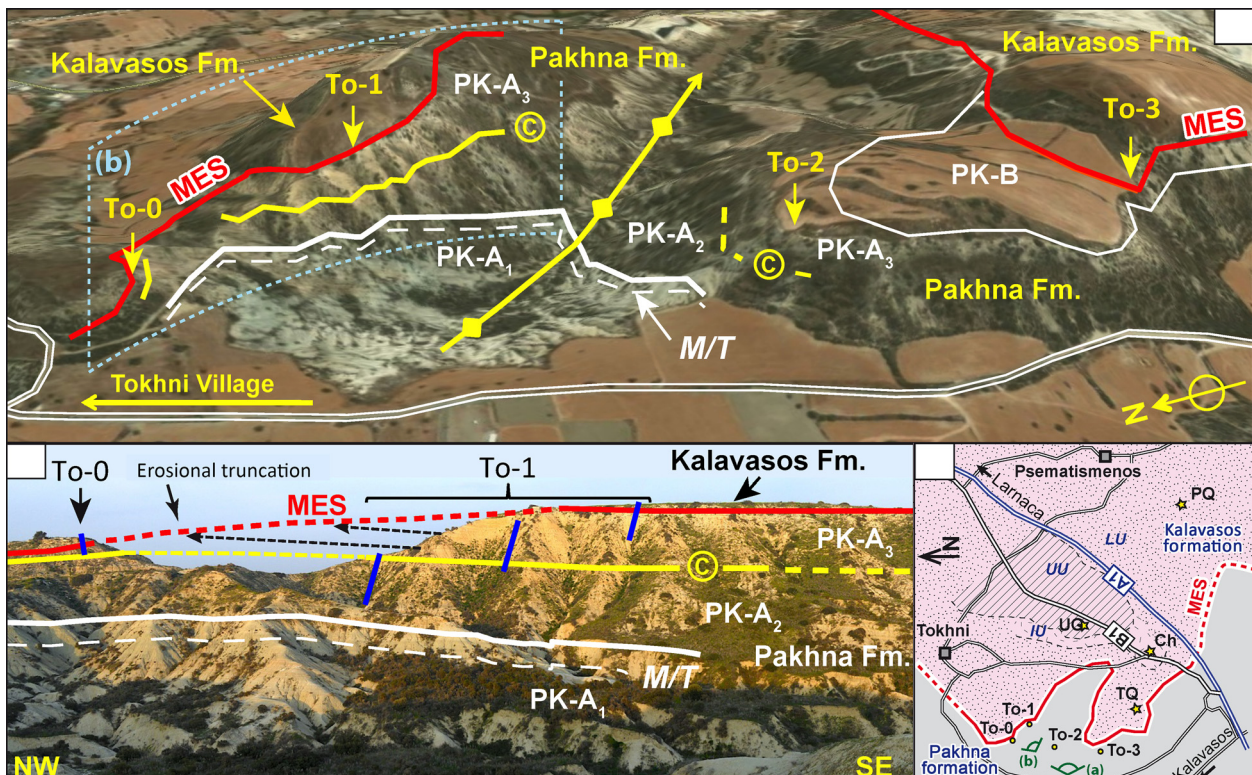 Kalavasos Fm.
To-1
PK-A3
Pakhna Fm.
Kalavasos Fm.
©
To-3
MES
(b)
MES
To-0
PK-B
To-2
PK-A2
PK-A1
©
PK-A3
Pakhna Fm.
M/T
Tokhni Village
N
To-0
Erosional truncation
To-1
Kalavasos Fm.
MES
PK-A3
©
PK-A2
Pakhna Fm.
M/T
PK-A1
NW
SE
Psematismenos
Larnaca
PQ
N
Kalavasos
formation
LU
UU
A1
MES
UQ
IU
B1
Ch
Tokhni
TQ
To-1
To-0
To-2
To-3
(b)
(a)
Pakhna
formation
Kalavasos